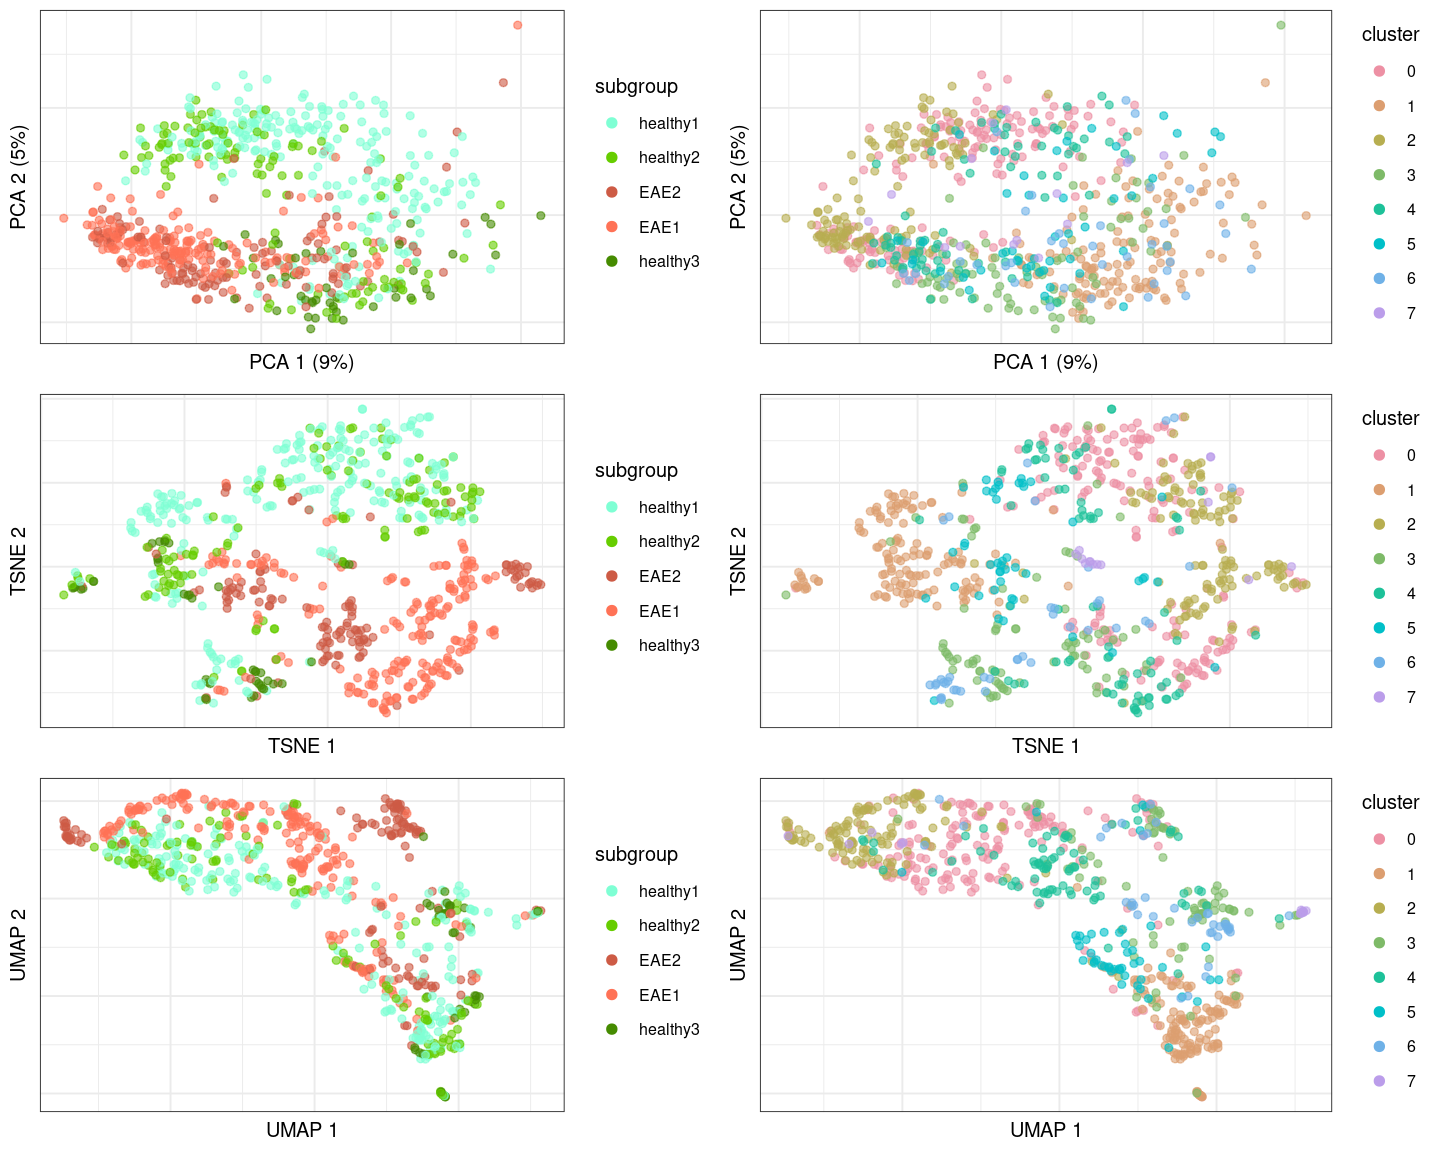 PCA 2 (5%)
PCA 1 (9%)
subgroup
healthy1
healthy2
EAE2
EAE1
healthy3
PCA 2 (5%)
PCA 1 (9%)
cluster
0
1
2
3
4
5
6
7
TSNE 2
TSNE 1
subgroup
healthy1
healthy2
EAE2
EAE1
healthy3
TSNE 2
TSNE 1
cluster
0
1
2
3
4
5
6
7
UMAP 2
UMAP 1
subgroup
healthy1
healthy2
EAE2
EAE1
healthy3
UMAP 2
UMAP 1
cluster
0
1
2
3
4
5
6
7